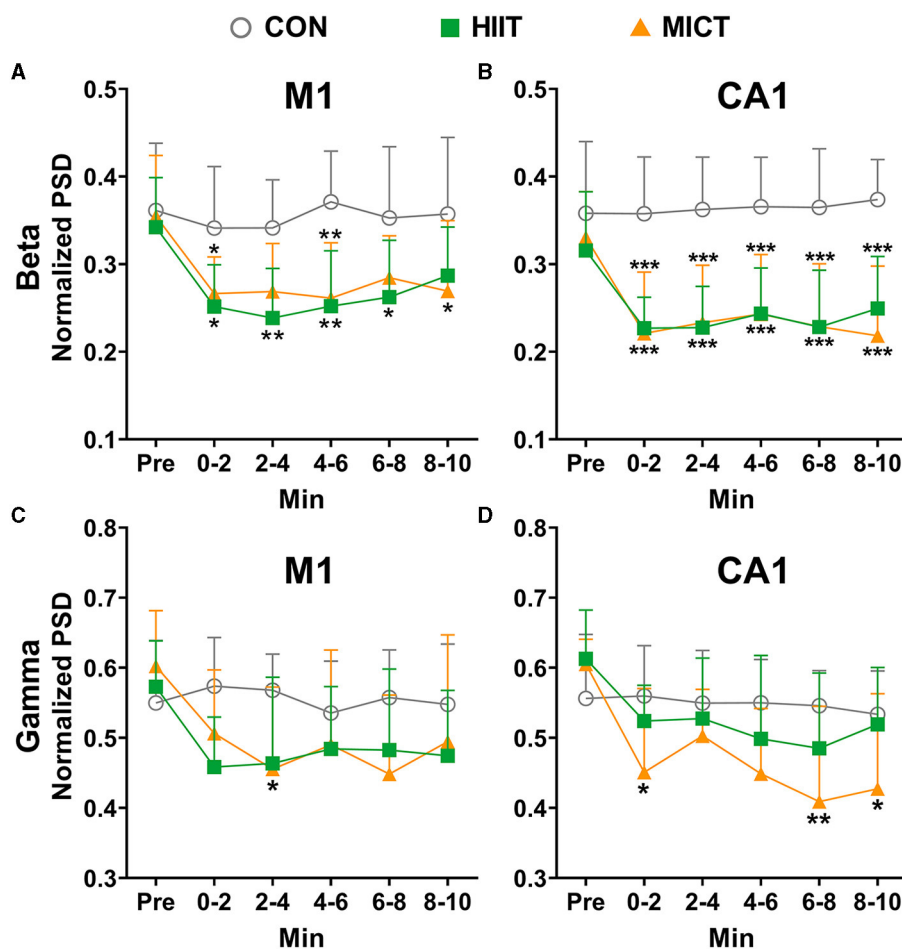 CON HIIT MICT
A B
M1 CA1
0.5 0.5
0.4 0.4
** *** *** *** *** ***
* 
0.3 0.3
* ** ** * * *** *** *** *** ***
0.2 0.2
0.1 0.1
Beta
Normalized PSD
Pre 0-2 2-4 4-6 6-8 8-10 Pre 0-2 2-4 4-6 6-8 8-10
Min Min
C D
M1 CA1
0.8 0.8
0.7 0.7
0.6 0.6
0.5 0.5
* 
0.4 0.4
* ** *
0.3 0.3
Gamma
Normalized PSD
Pre 0-2 2-4 4-6 6-8 8-10 Pre 0-2 2-4 4-6 6-8 8-10
Min Min